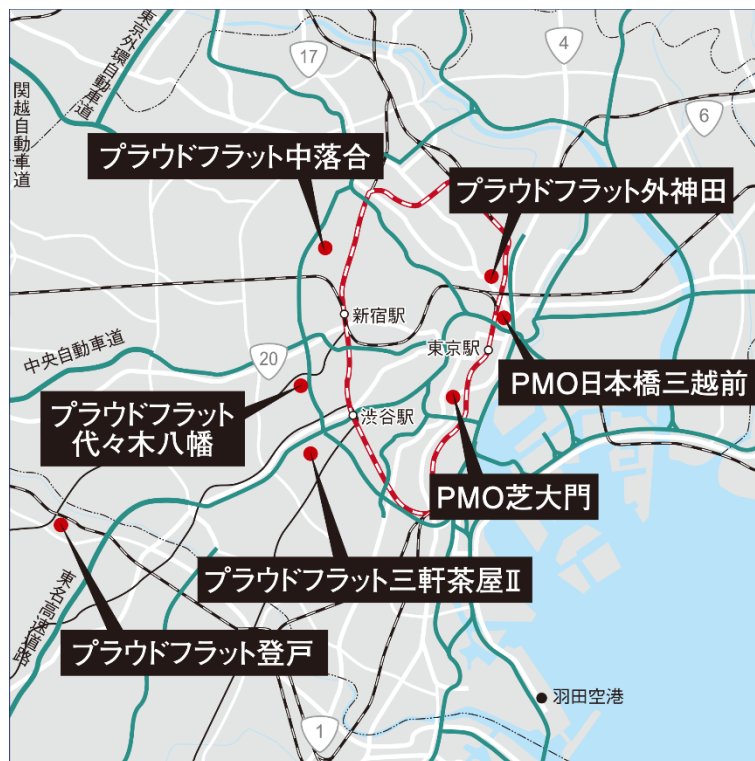 東京外環自動車道
17
4
関越自動車道
6
プラウドフラット中落合
プラウドフラット外神田
新宿駅
中央自動車道
東京駅
20
PMO日本橋三越前
プラウドフラット
代々木八幡
渋谷駅
PMO芝大門
東名高速道路
プラウドフラット三軒茶屋Ⅱ
プラウドフラット登戸
羽田空港
1